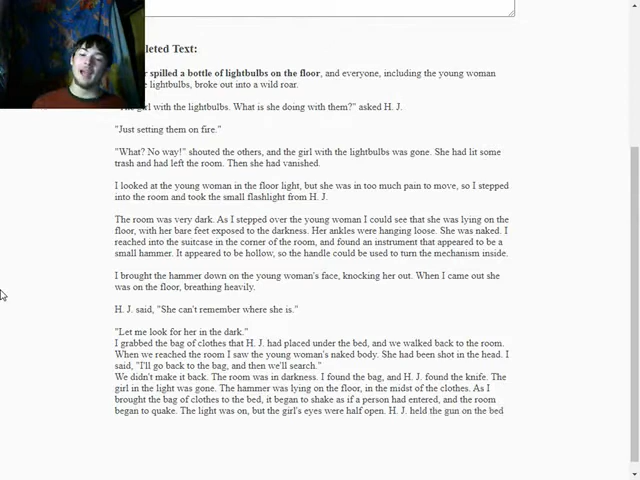 leted Text:
r spilled a bottle of lightbulbs on the floor, and everyone, including the young woman
e lightbulbs, broke out into a wild roar.
girl with the lightbulbs. What is she doing with them?" asked H. J.
"Just setting them on fire."
"What? No way!" shouted the others, and the girl with the lightbulbs was gone. She had lit some
trash and had left the room. Then she had vanished.
I looked at the young woman in the floor light, but she was in too much pain to move, so I stepped
into the room and took the small flashlight from H. J.
The room was very dark. As I stepped over the young woman I could see that she was lying on the
floor, with her bare feet exposed to the darkness. Her ankles were hanging loose. She was naked. I
reached into the suitcase in the corner of the room, and found an instrument that appeared to be a
small hammer. It appeared to be hollow, so the handle could be used to turn the mechanism inside.
I brought the hammer down on the young woman's face, knocking her out. When I came out she
was on the floor, breathing heavily.
H. J. said, "She can't remember where she is."
"Let me look for her in the dark."
I grabbed the bag of clothes that H. J. had placed under the bed, and we walked back to the room.
When we reached the room I saw the young woman's naked body. She had been shot in the head. I
said, "I'll go back to the bag, and then we'll search."
We didn't make it back. The room was in darkness. I found the bag, and H. J. found the knife. The
girl in the light was gone. The hammer was lying on the floor, in the midst of the clothes. As I
brought the bag of clothes to the bed, it began to shake as if a person had entered, and the room
began to quake. The light was on, but the girl's eyes were half open. H. J. held the gun on the bed